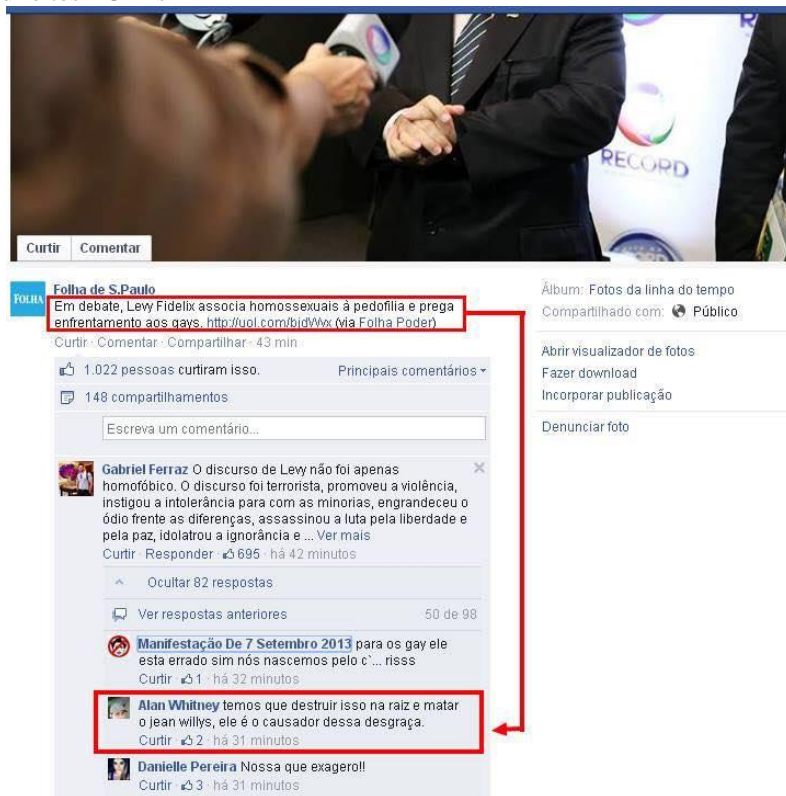 RECORD
Curtir Comentar
FOLHA
Folha de S.Paulo
Em debate, Levy Fidelix associa homossexuais à pedofilia e prega
enfrentamento aos gays. http://uol.com/bjdWvx (via Folha Poder)
Curtir · Comentar · Compartilhar · 43 min
1.022 pessoas curtiram isso. Principais comentários
148 compartilhamentos
Escreva um comentário...
Gabriel Ferraz O discurso de Levy não foi apenas
homofóbico. O discurso foi terrorista, promoveu a violência,
instigou a intolerância para com as minorias, engrandeceu o
ódio frente as diferenças, assassinou a luta pela liberdade e
pela paz, idolatrou a ignorância e ... Ver mais
Curtir · Responder · 695 · há 42 minutos
Ocultar 82 respostas
Ver respostas anteriores 50 de 98
Manifestação De 7 Setembro 2013 para os gay ele
esta errado sim nós nascemos pelo c`... risss
Curtir · 1 · há 32 minutos
Alan Whitney temos que destruir isso na raiz e matar
o jean willys, ele é o causador dessa desgraça.
Curtir · 2 · há 31 minutos
Danielle Pereira Nossa que exagero!!
Curtir · 3 · há 31 minutos
Álbum: Fotos da linha do tempo
Compartilhado com: Público
Abrir visualizador de fotos
Fazer download
Incorporar publicação
Denunciar foto